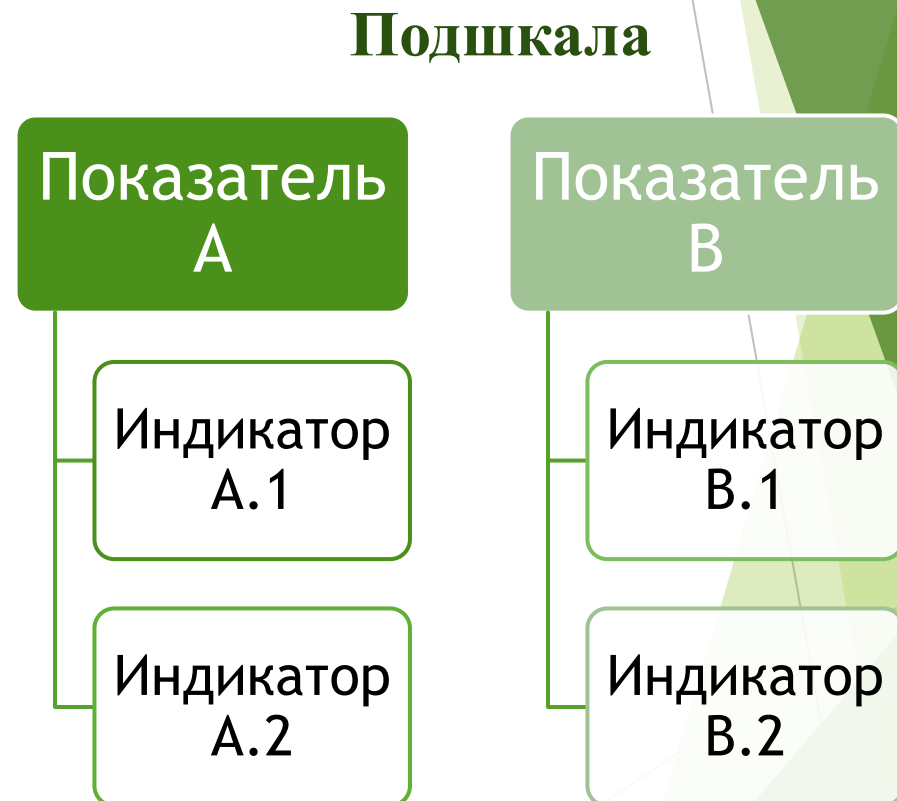 Подшкала
Показатель
А
Индикатор
А.1
Индикатор
А.2
Показатель
В
Индикатор
В.1
Индикатор
В.2